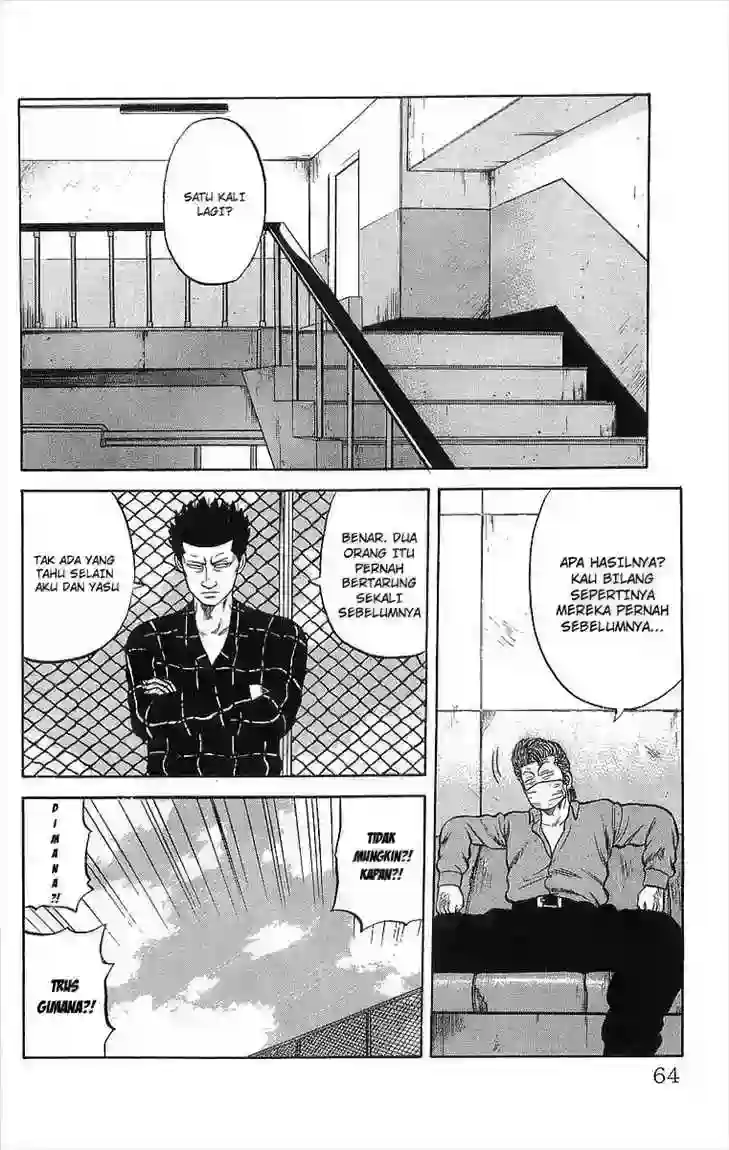 SATU KALI
LAGI?
APA HASILNYA?
KAU BILANG
SEPERTINYA
MEREKA PERNAH
SEBELUMNYA...
BENAR. DUA
ORANG ITU
PERNAH
BERTARUNG
SEKALI
SEBELUMNYA
TAK ADA YANG
TAHU SELAIN
AKU DAN YASU
TIDAK
MUNGKIN?!
KAPAN?!
DIMANA?!
TRUS
GIMANA?!
64